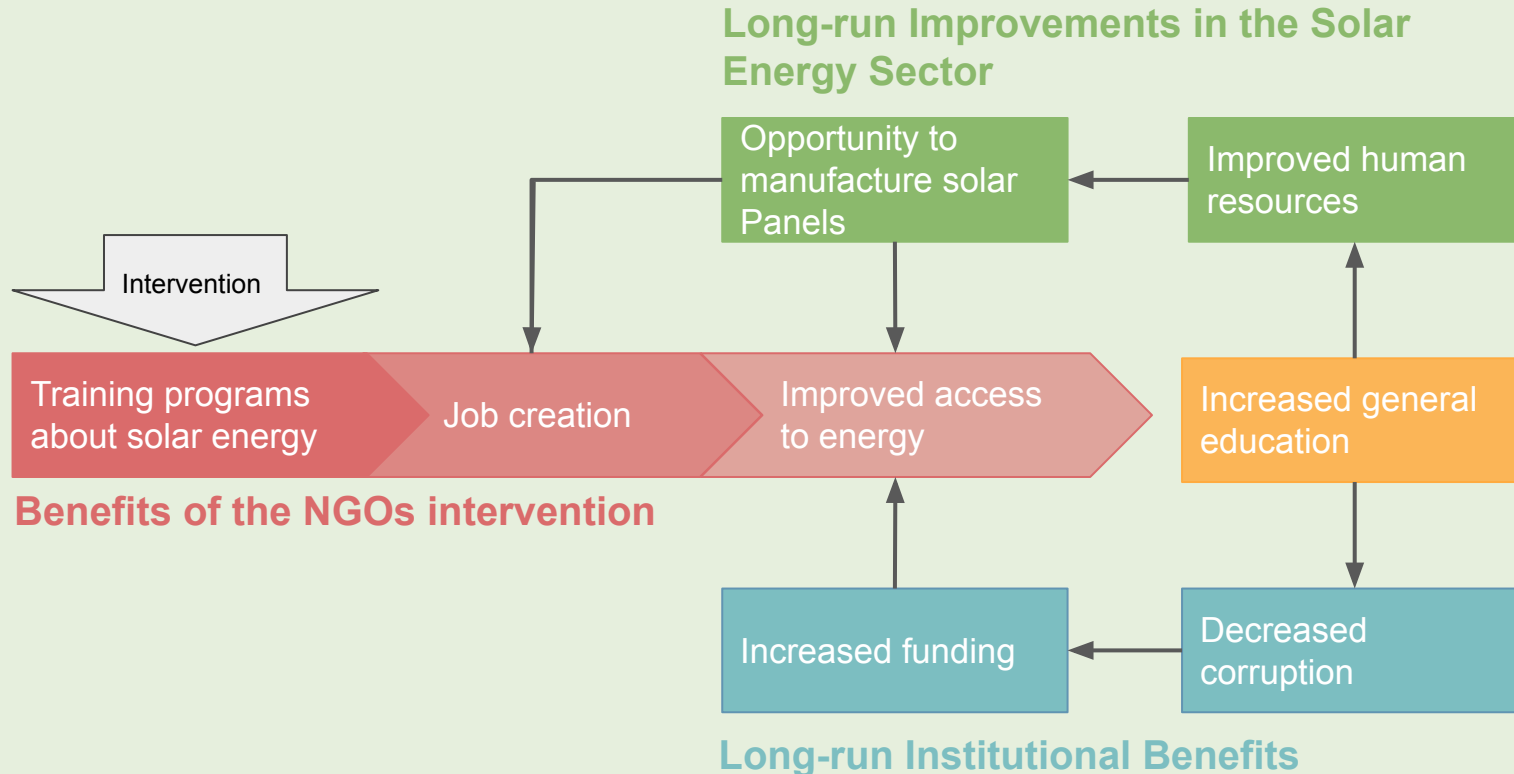 Long-run Improvements in the Solar
Energy Sector
Opportunity to
manufacture solar
Panels
Improved human
resources
Intervention
Training programs
about solar energy
Job creation
Improved access
to energy
Increased general
education
Benefits of the NGOs intervention
Increased funding
Decreased
corruption
Long-run Institutional Benefits